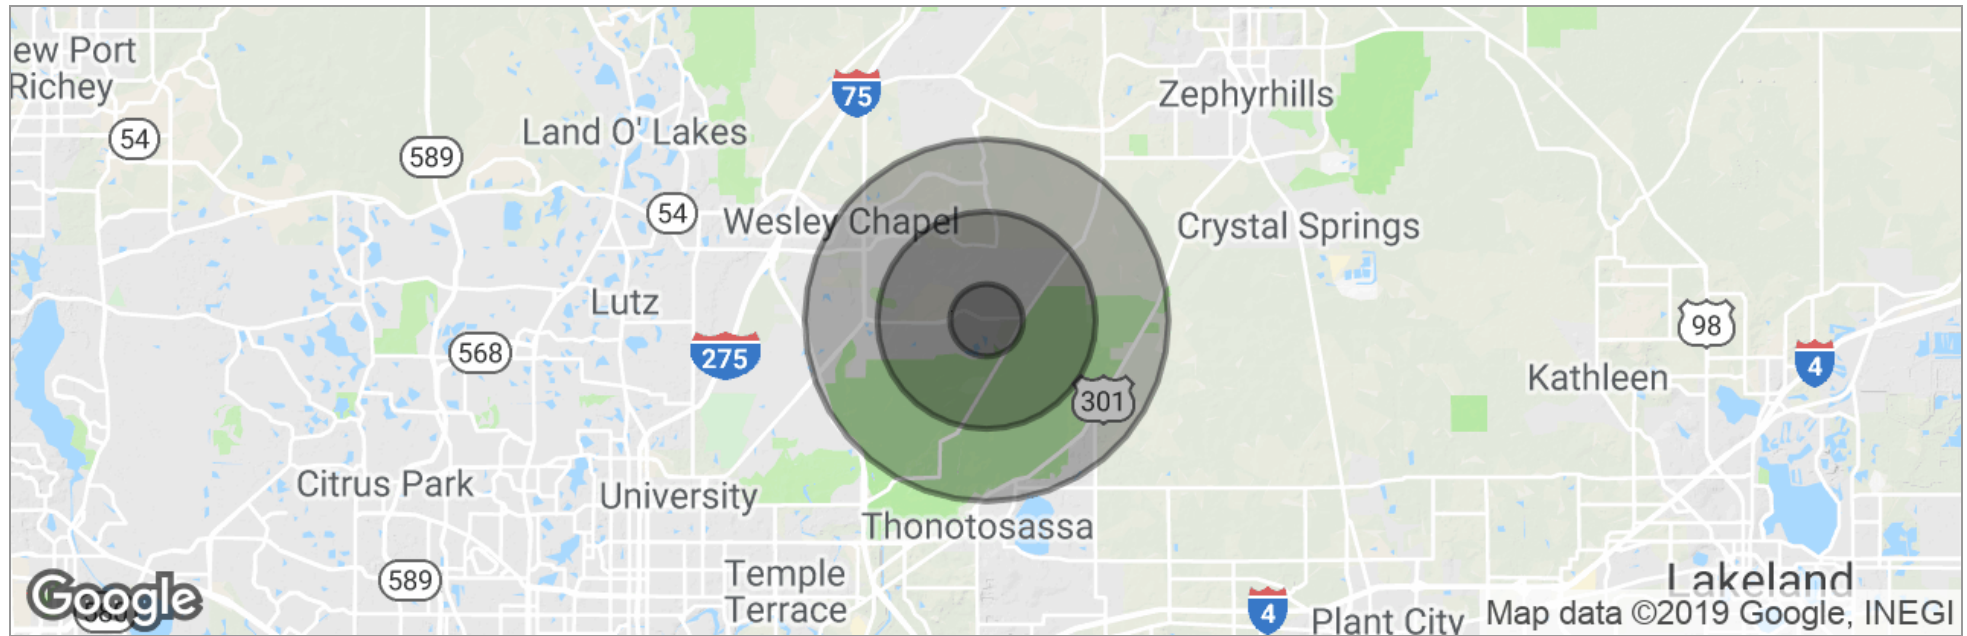 ew Port
Richey
75
Zephyrhills
54
Land O' Lakes
589
54
Wesley Chapel
Crystal Springs
Lutz
98
568
275
4
Kathleen
301
Citrus Park
University
Thonotosassa
589
Temple
Terrace
Lakeland
Google
4
Plant City
Map data ©2019 Google, INEGI